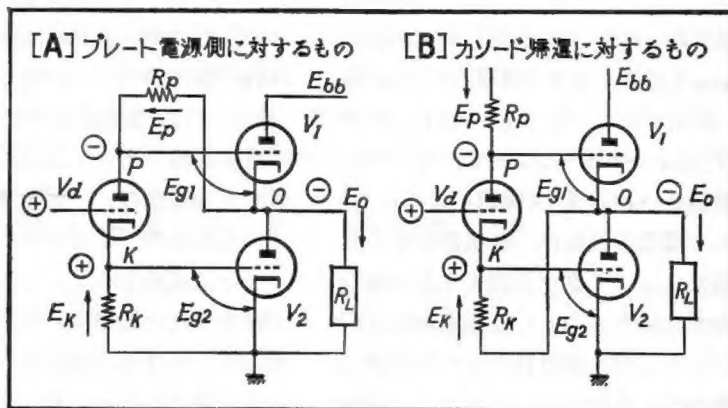 [A] プレート電源側に対するもの
Rp
Ep
Ebb
V1
P
Eg1
Vd
O
Eo
K
EK
RK
Eg2
V2
RL
[B] カソード帰還に対するもの
Ebb
Ep
Rp
V1
P
Eg1
Vd
O
Eo
K
EK
RK
Eg2
V2
RL